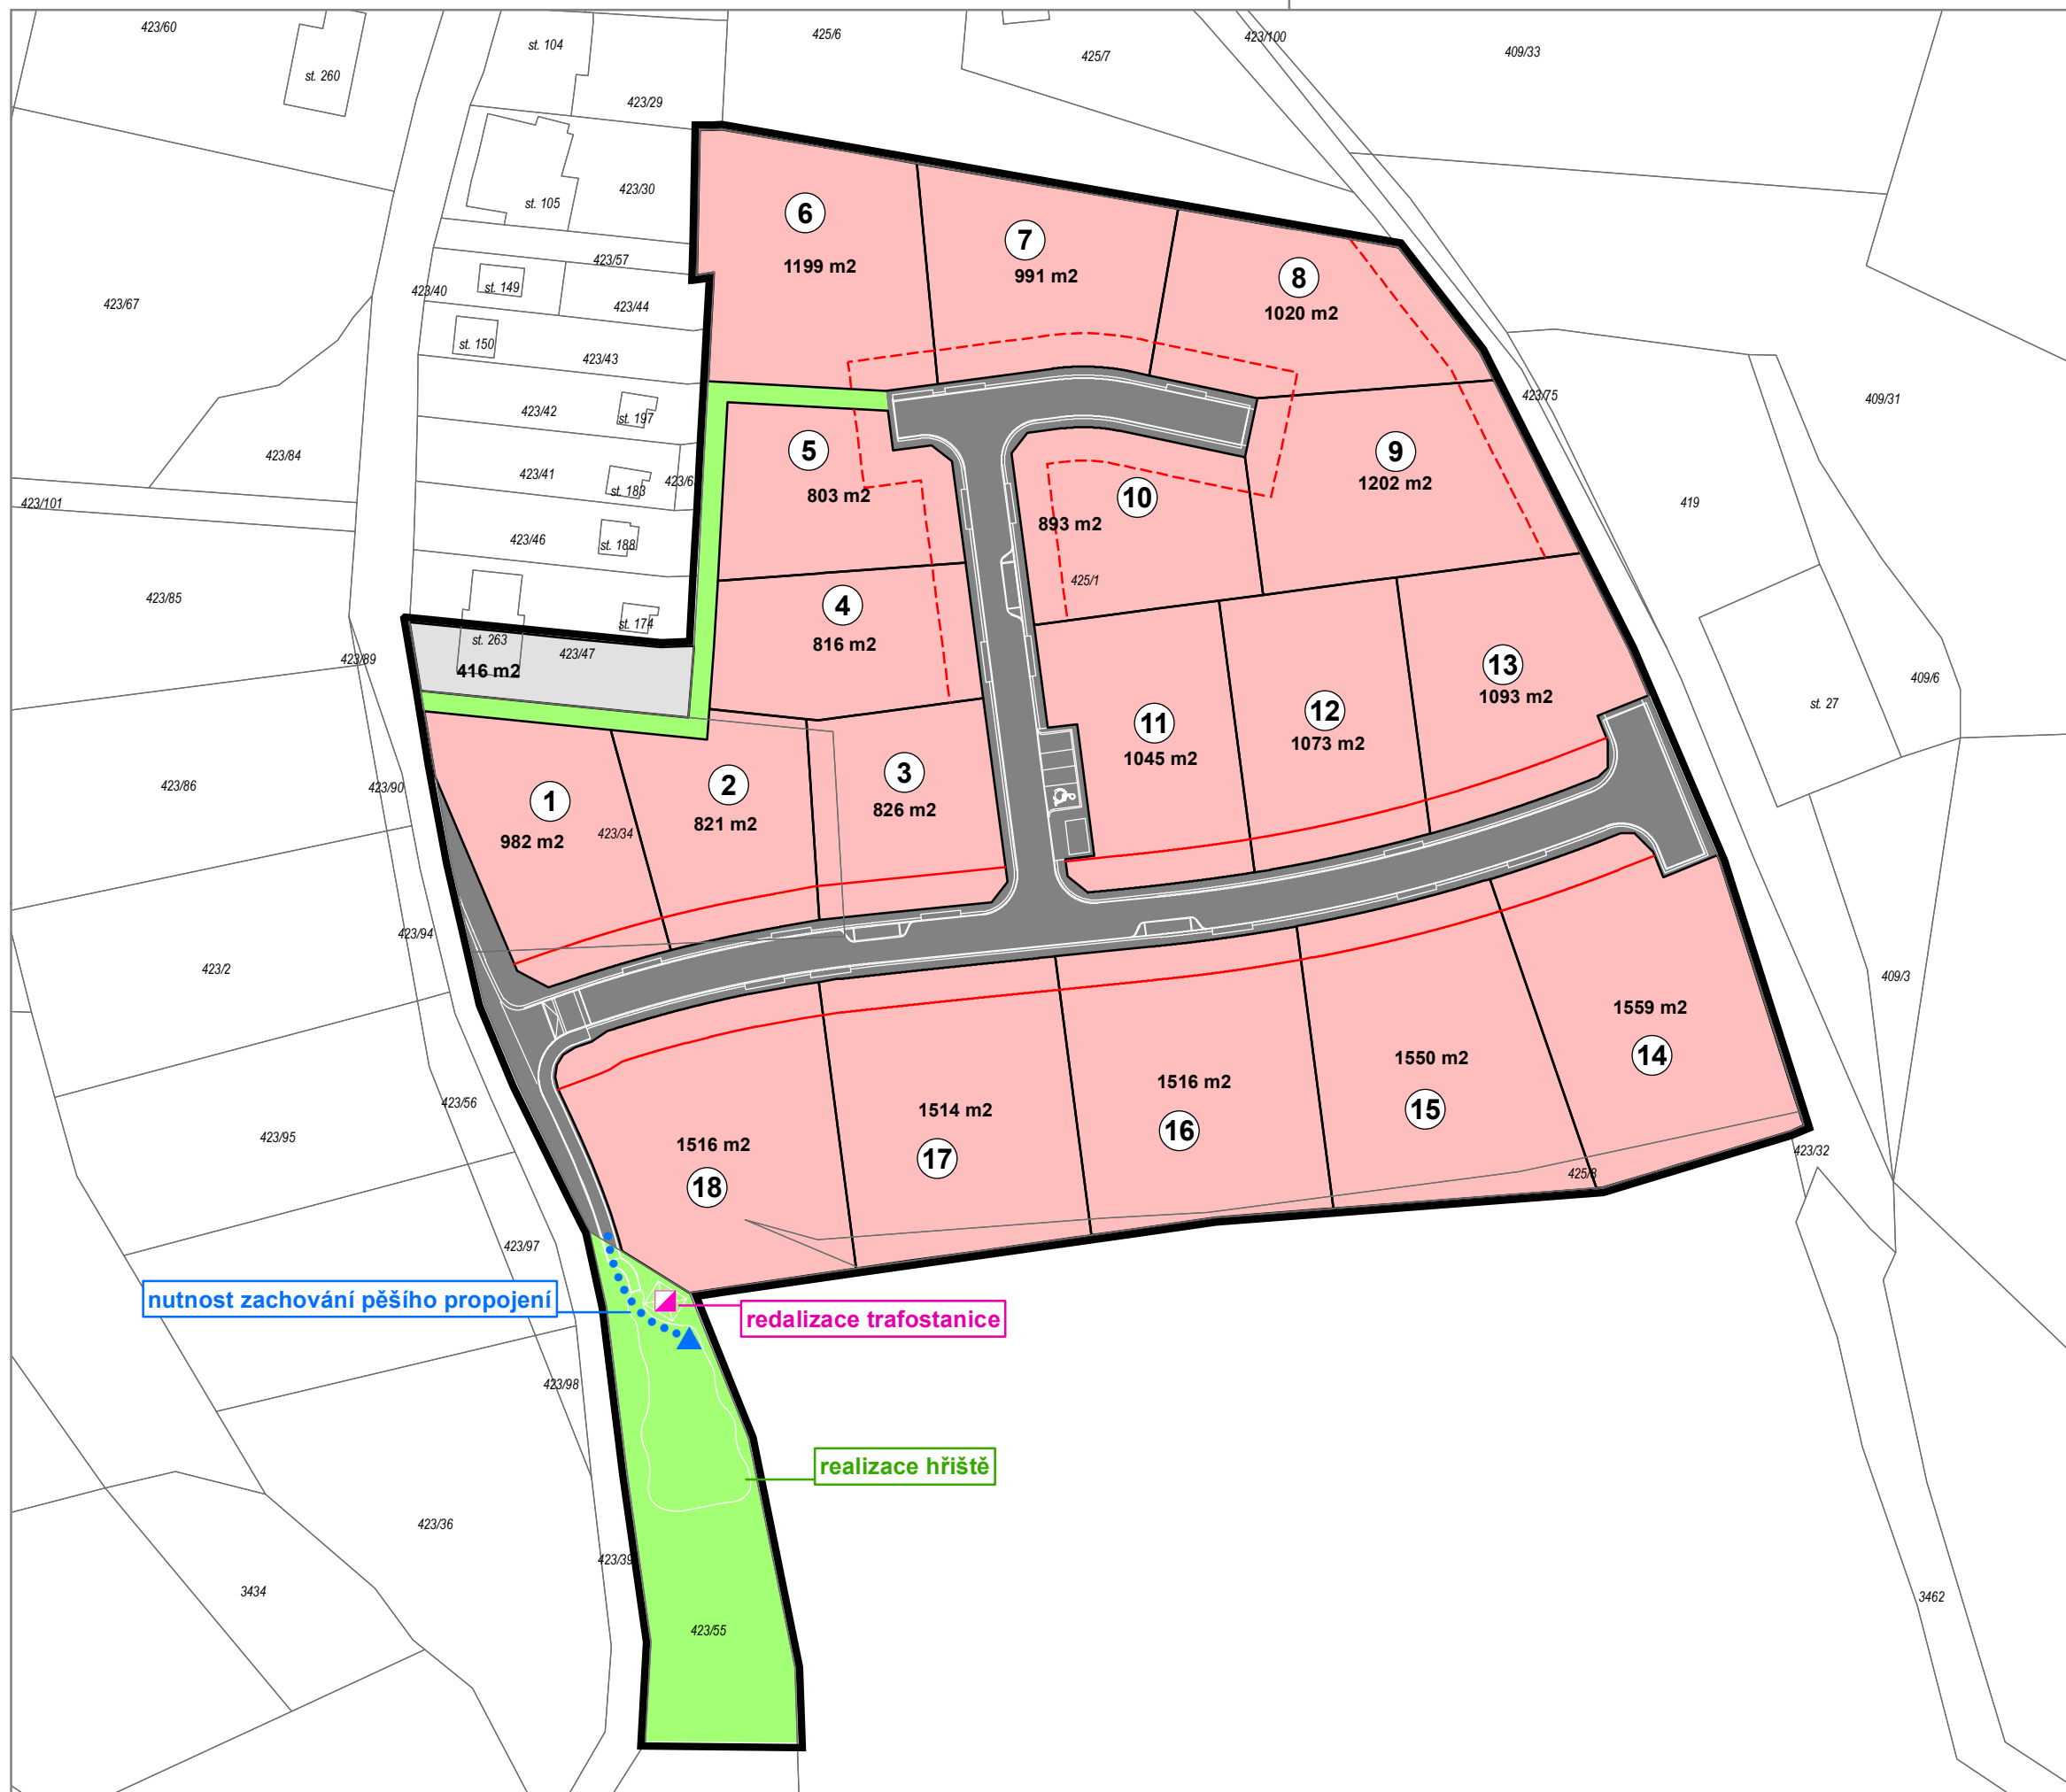 423/60
st. 104
425/6
423/100
409/33
st. 260
425/7
423/29
423/30
st. 105
6
7
423/57
1199 m2
991 m2
8
423/40
st. 149
423/44
1020 m2
423/67
st. 150
423/43
423/75
409/31
423/42
st. 197
5
9
423/84
423/41
st. 183
423/6
803 m2
1202 m2
10
419
423/101
893 m2
423/46
st. 188
425/1
423/85
4
st. 174
816 m2
st. 263
423/47
423/89
416 m2
13
1093 m2
409/6
st. 27
12
11
1073 m2
1045 m2
3
2
826 m2
423/86
423/90
1
821 m2
423/34
982 m2
423/94
423/2
409/3
1559 m2
14
1550 m2
15
1516 m2
16
423/56
1514 m2
17
423/95
1516 m2
18
423/32
425/8
423/97
nutnost zachování pěšího propojení
redalizace trafostanice
423/98
realizace hřiště
423/36
423/39
3434
3462
423/55